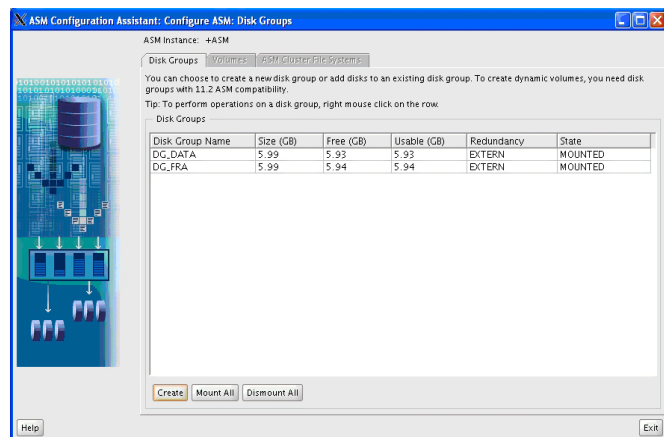 ASM Configuration Assistant: Configure ASM: Disk Groups
ASM Instance: +ASM
Disk Groups Volumes ASM Cluster File Systems
You can choose to create a new disk group or add disks to an existing disk group. To create dynamic volumes, you need disk
groups with 11.2 ASM compatibility.
Tip: To perform operations on a disk group, right mouse click on the row.
Disk Groups
Disk Group Name Size (GB) Free (GB) Usable (GB) Redundancy State
DG_DATA 5.99 5.93 5.93 EXTERN MOUNTED
DG_FRA 5.99 5.94 5.94 EXTERN MOUNTED
Create Mount All Dismount All
Help Exit